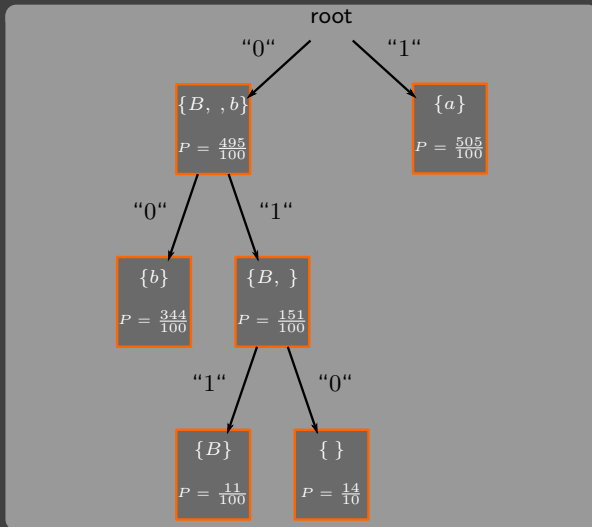 root
“0“ “1“
{B, , b} {a}
P = 495/100 P = 505/100
“0“ “1“
{b} {B, }
P = 344/100 P = 151/100
“1“ “0“
{B} { }
P = 11/100 P = 14/10